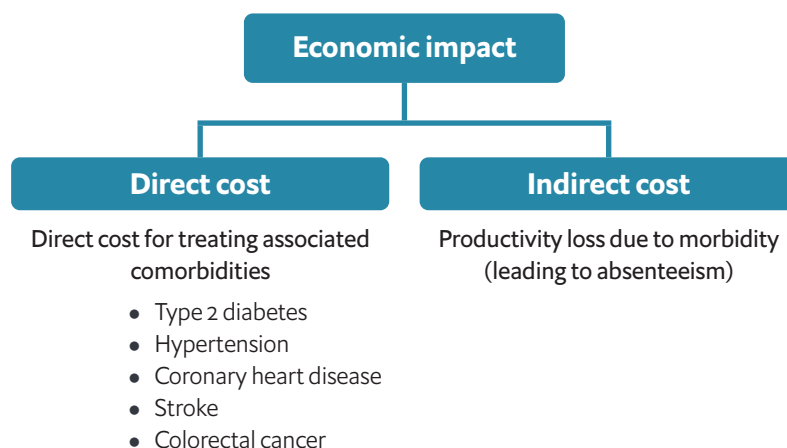 Economic impact
Direct cost
Indirect cost
Direct cost for treating associated
comorbidities
Productivity loss due to morbidity
(leading to absenteeism)
• Type 2 diabetes
• Hypertension
• Coronary heart disease
• Stroke
• Colorectal cancer